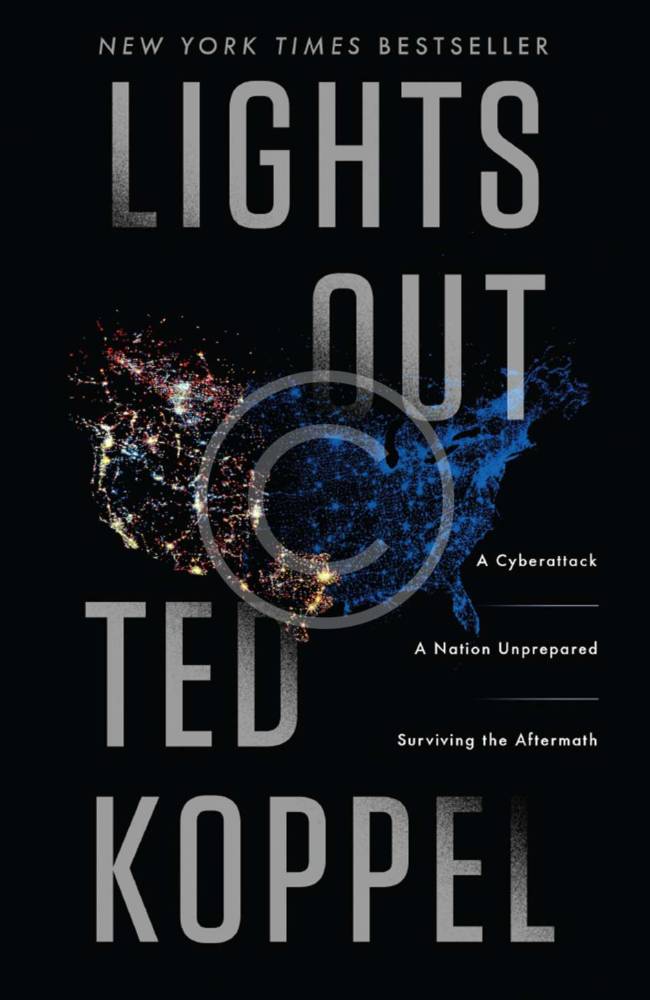 NEW YORK TIMES BESTSELLER
LIGHTS
OUT
A Cyberattack
A Nation Unprepared
Surviving the Aftermath
TED
KOPPEL
©